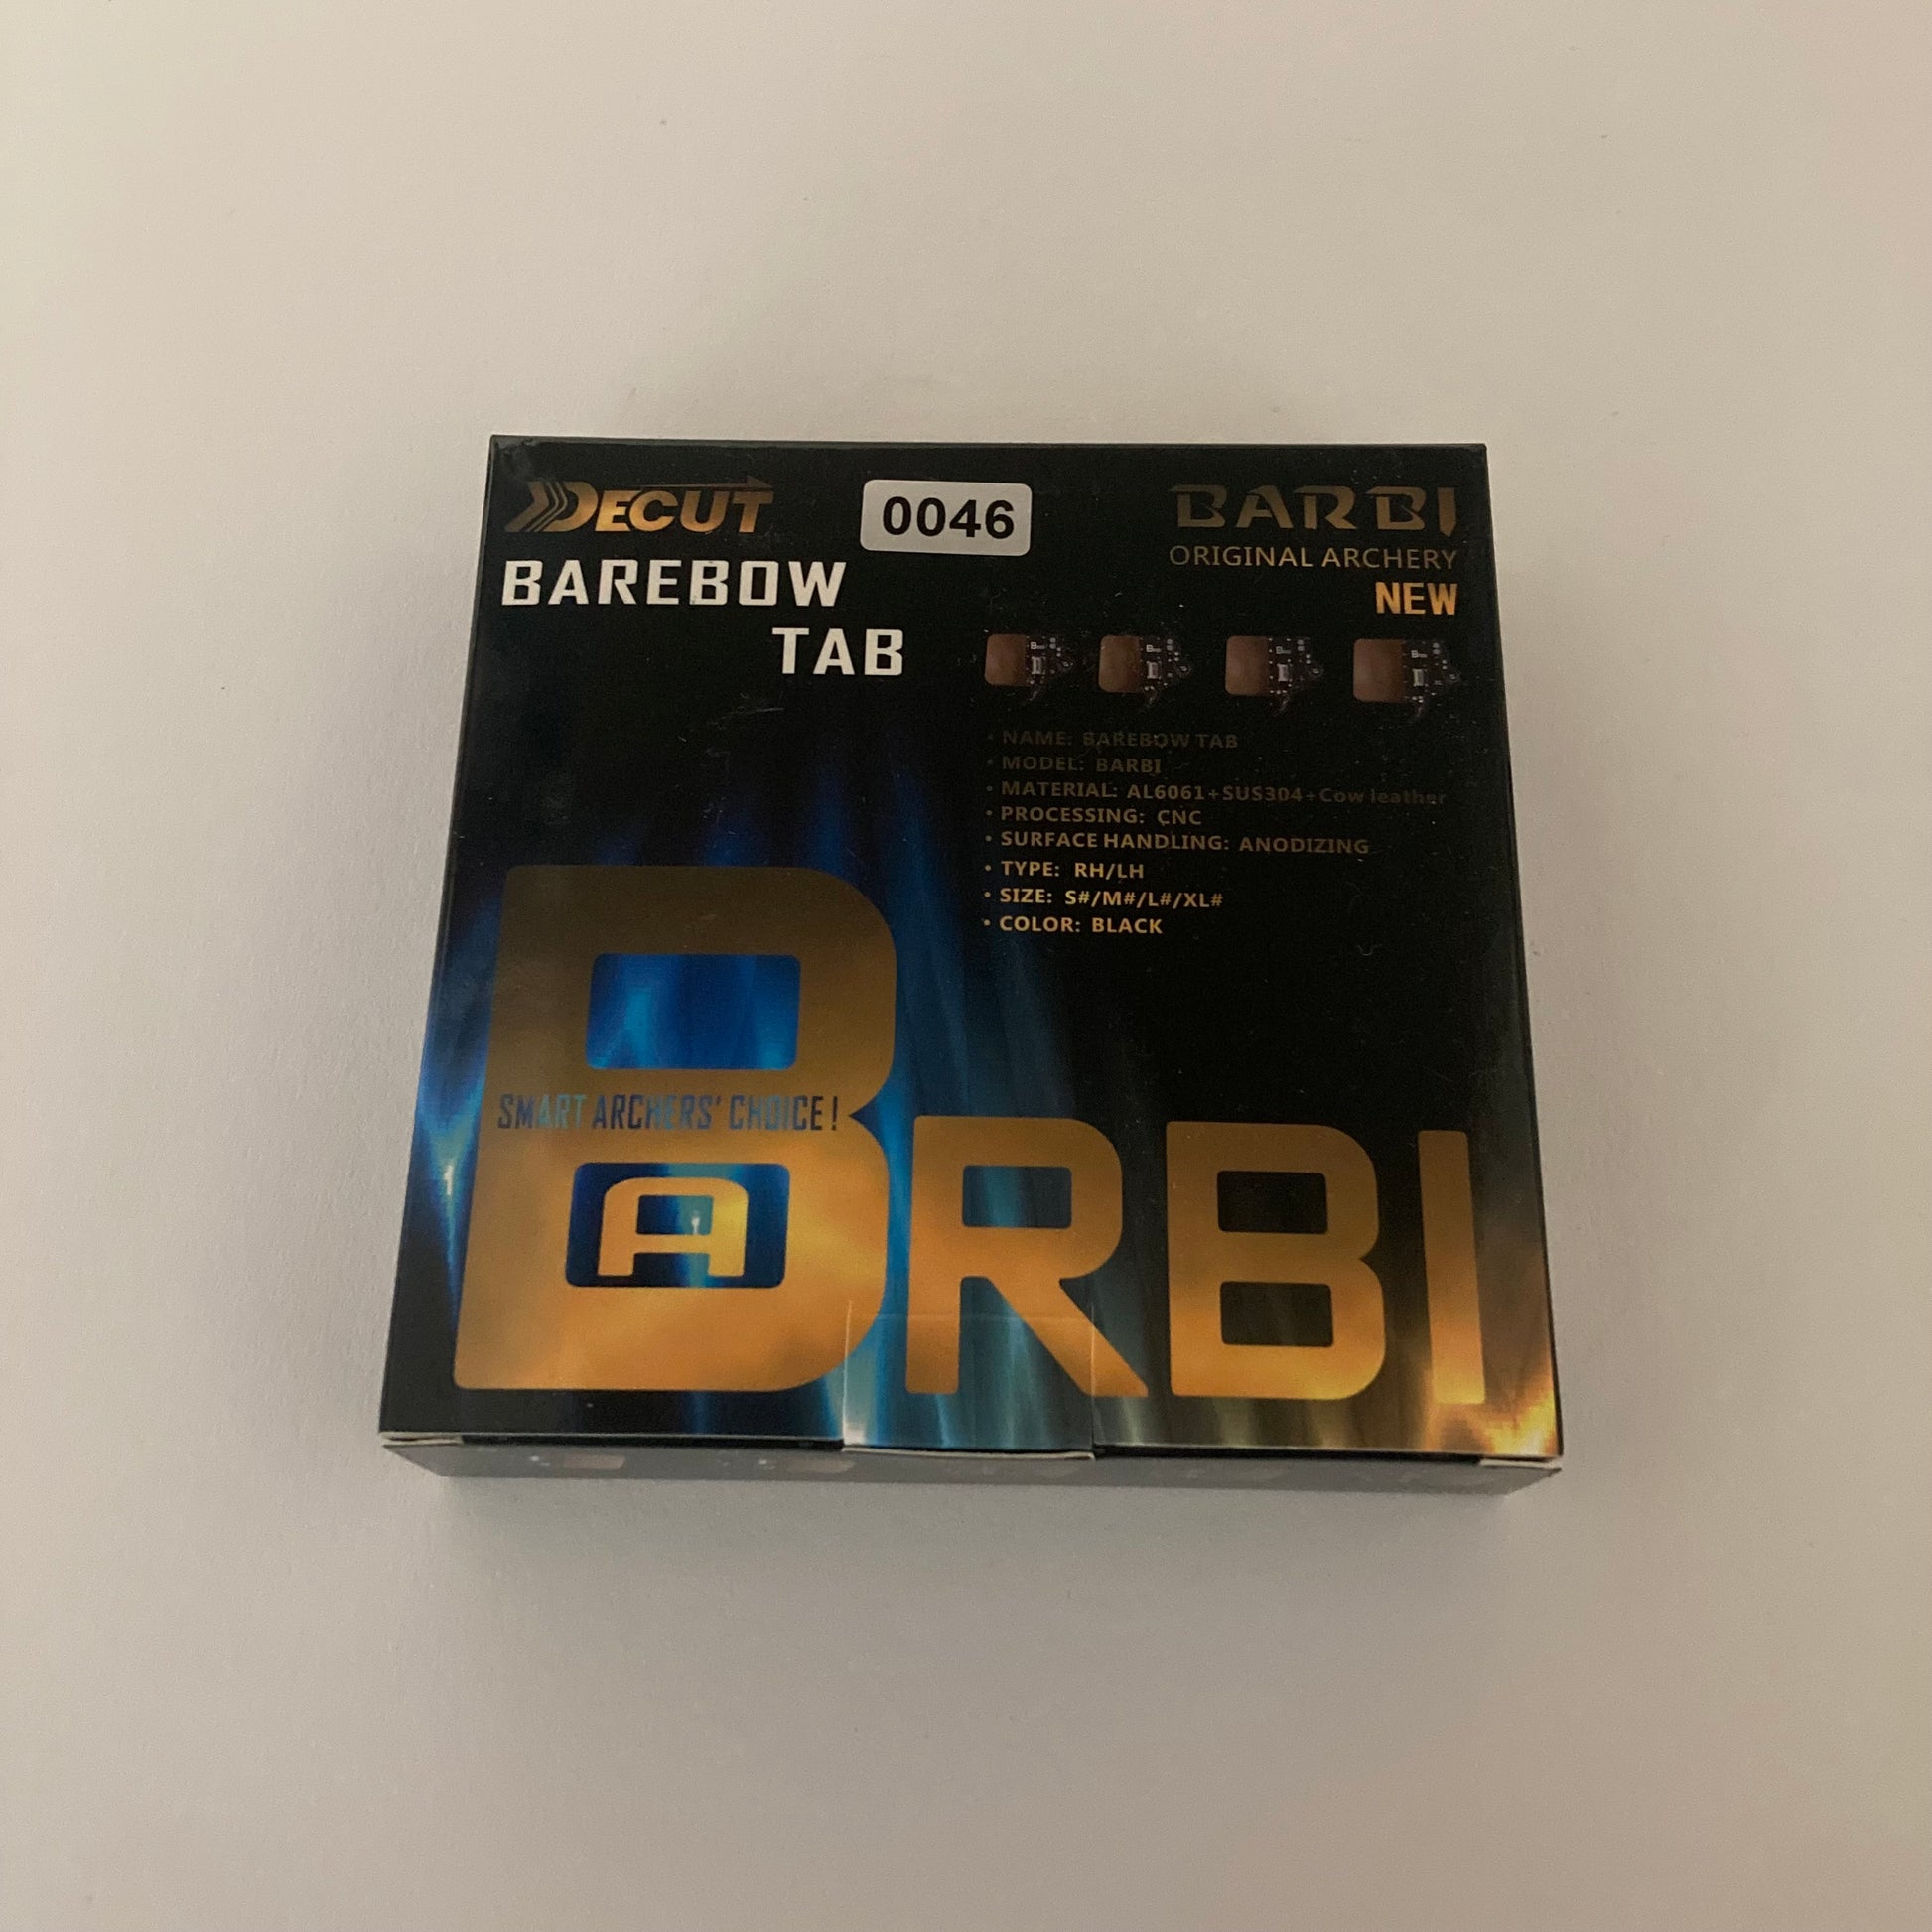 DECUT
0046
BAREBOW
TAB
BARBI
ORIGINAL ARCHERY
NEW
• NAME: BAREBOW TAB
• MODEL: BARBI
• MATERIAL: AL6061+SUS304+Cow leather
• PROCESSING: CNC
• SURFACE HANDLING: ANODIZING
• TYPE: RH/LH
• SIZE: S#/M#/L#/XL#
• COLOR: BLACK
SMART ARCHERS' CHOICE!
BARBI